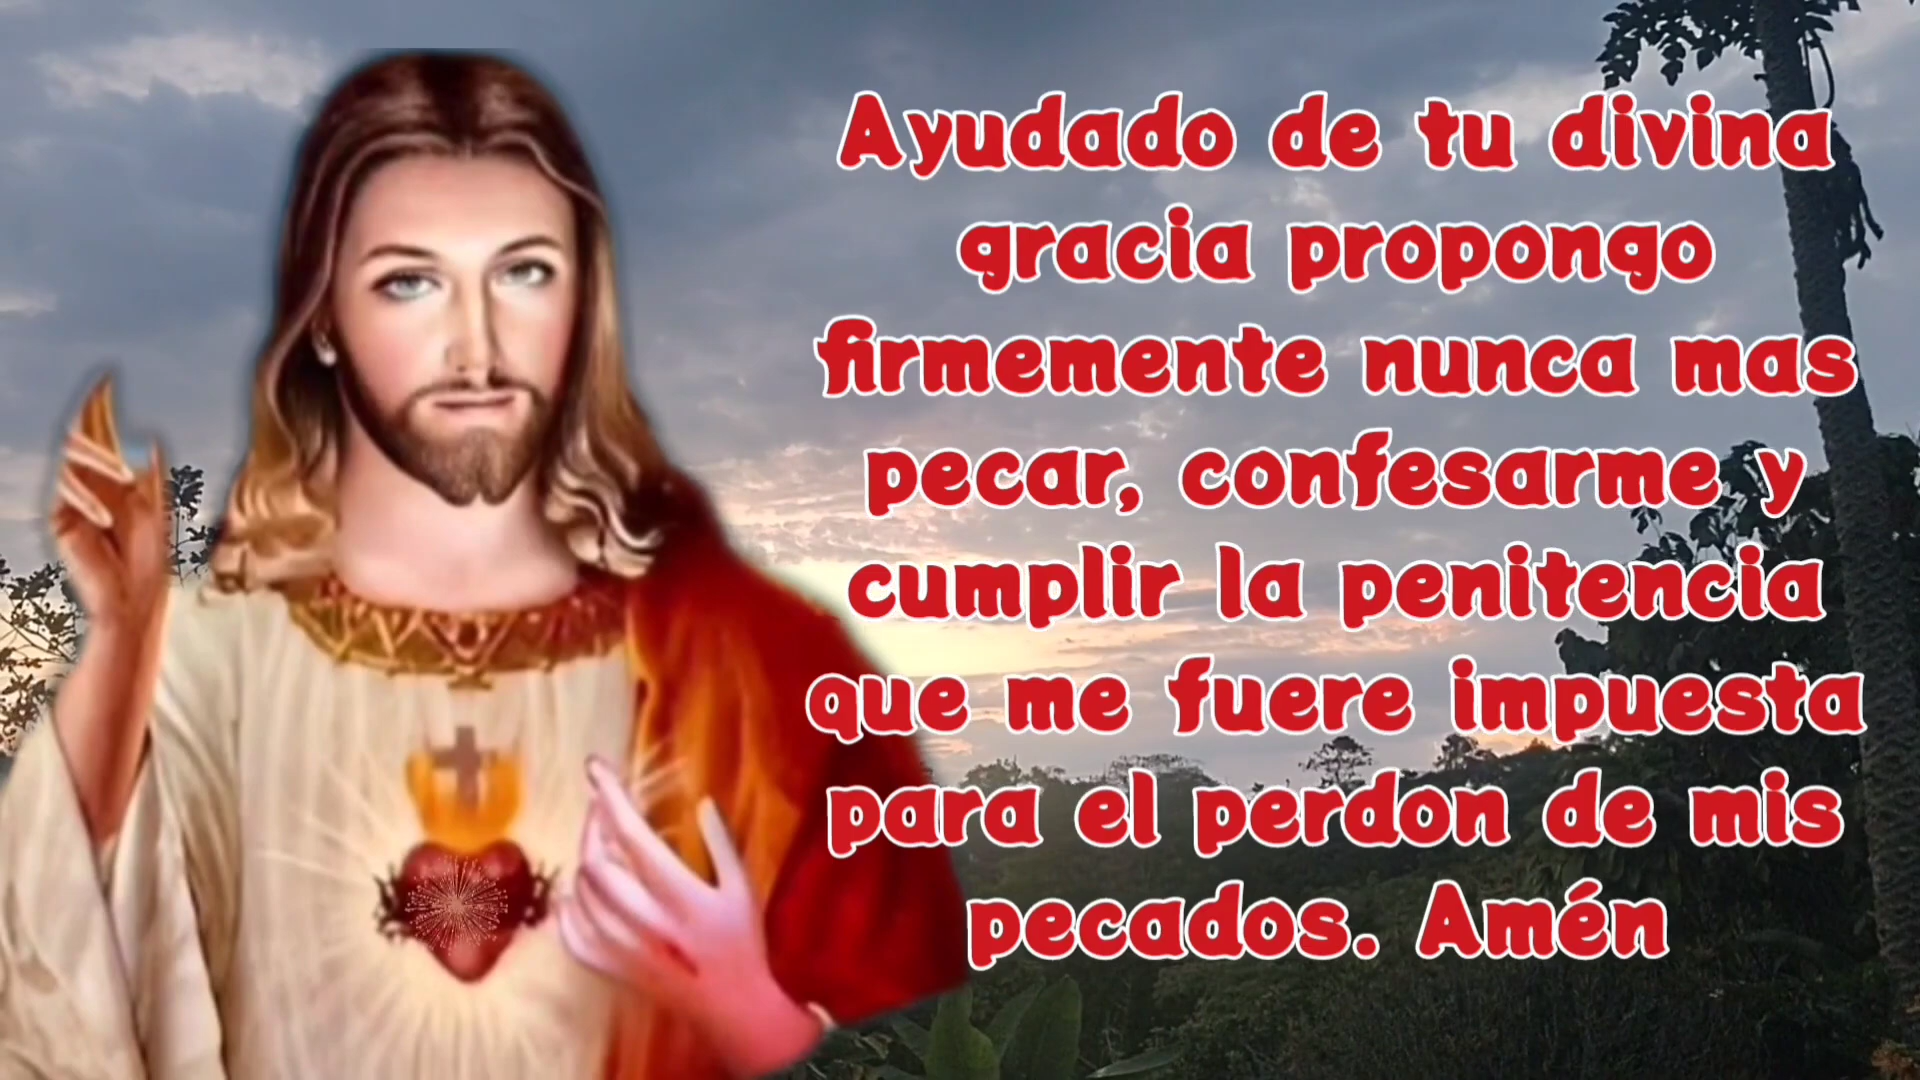 Ayudado de tu divina
gracia propongo
firmemente nunca mas
pecar, confesarme y
cumplir la penitencia
que me fuere impuesta
para el perdon de mis
pecados. Amén